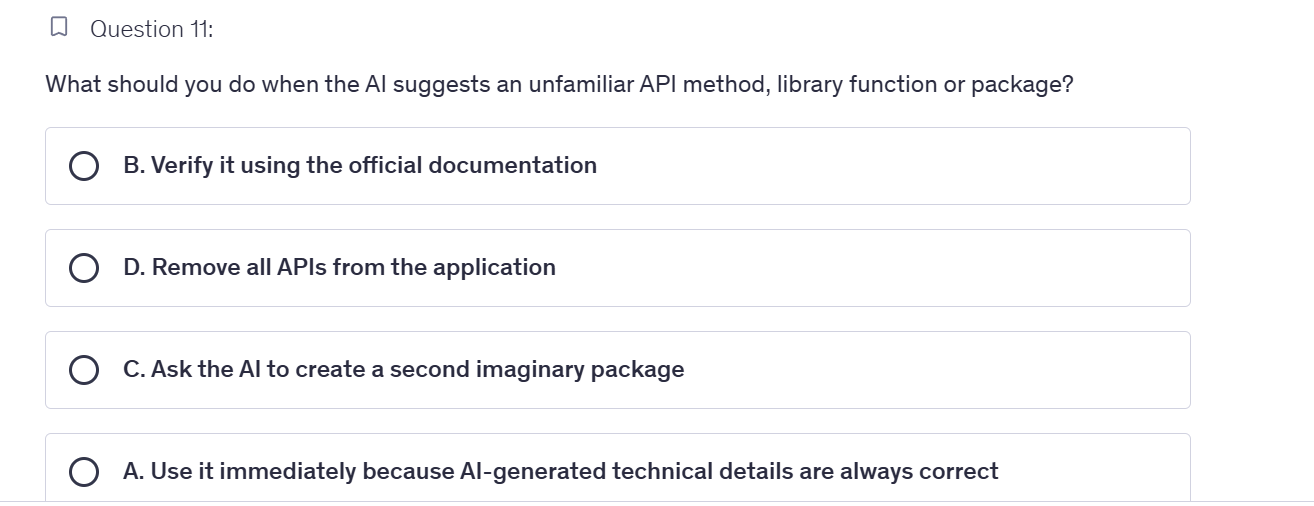 Question 11:
What should you do when the AI suggests an unfamiliar API method, library function or package?
B. Verify it using the official documentation
D. Remove all APIs from the application
C. Ask the AI to create a second imaginary package
A. Use it immediately because AI-generated technical details are always correct